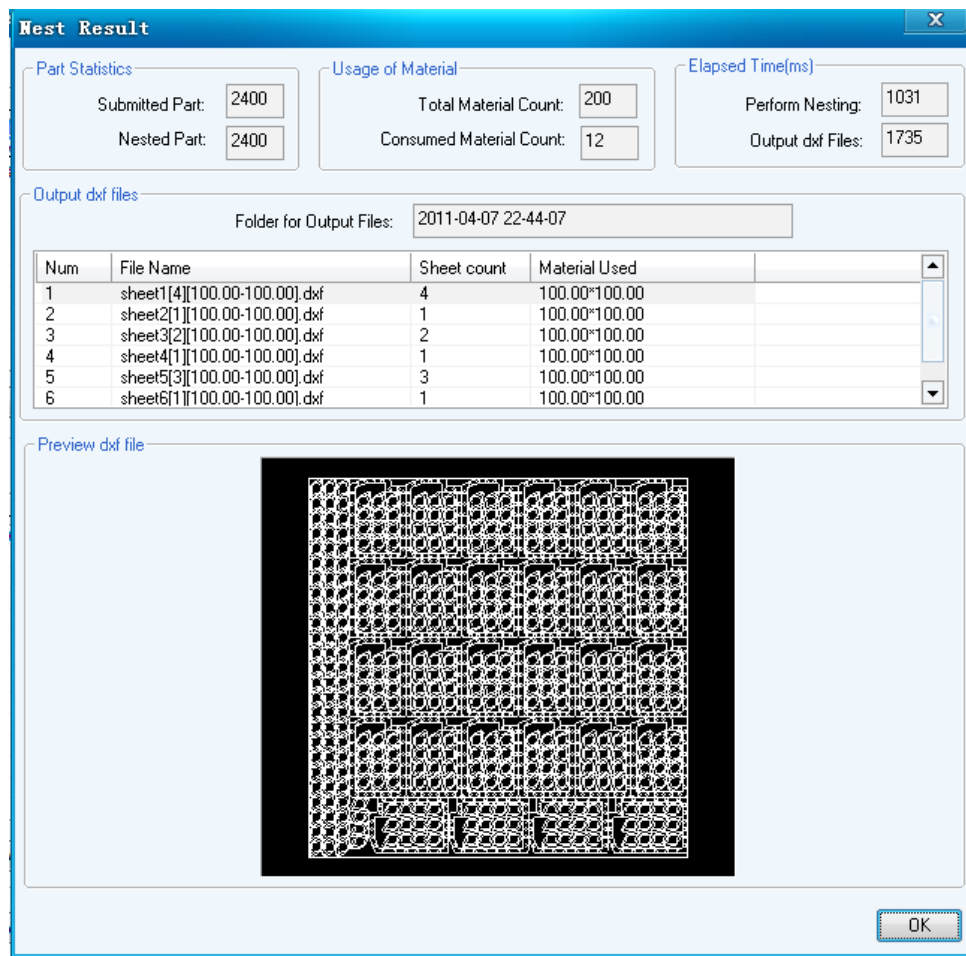 Nest Result
X
Part Statistics
Submitted Part: 2400
Nested Part: 2400
Usage of Material
Total Material Count: 200
Consumed Material Count: 12
Elapsed Time(ms)
Perform Nesting: 1031
Output dxf Files: 1735
Output dxf files
Folder for Output Files: 2011-04-07 22-44-07
Num File Name Sheet count Material Used
1 sheet1[4][100.00-100.00].dxf 4 100.00*100.00
2 sheet2[1][100.00-100.00].dxf 1 100.00*100.00
3 sheet3[2][100.00-100.00].dxf 2 100.00*100.00
4 sheet4[1][100.00-100.00].dxf 1 100.00*100.00
5 sheet5[3][100.00-100.00].dxf 3 100.00*100.00
6 sheet6[1][100.00-100.00].dxf 1 100.00*100.00
Preview dxf file
OK